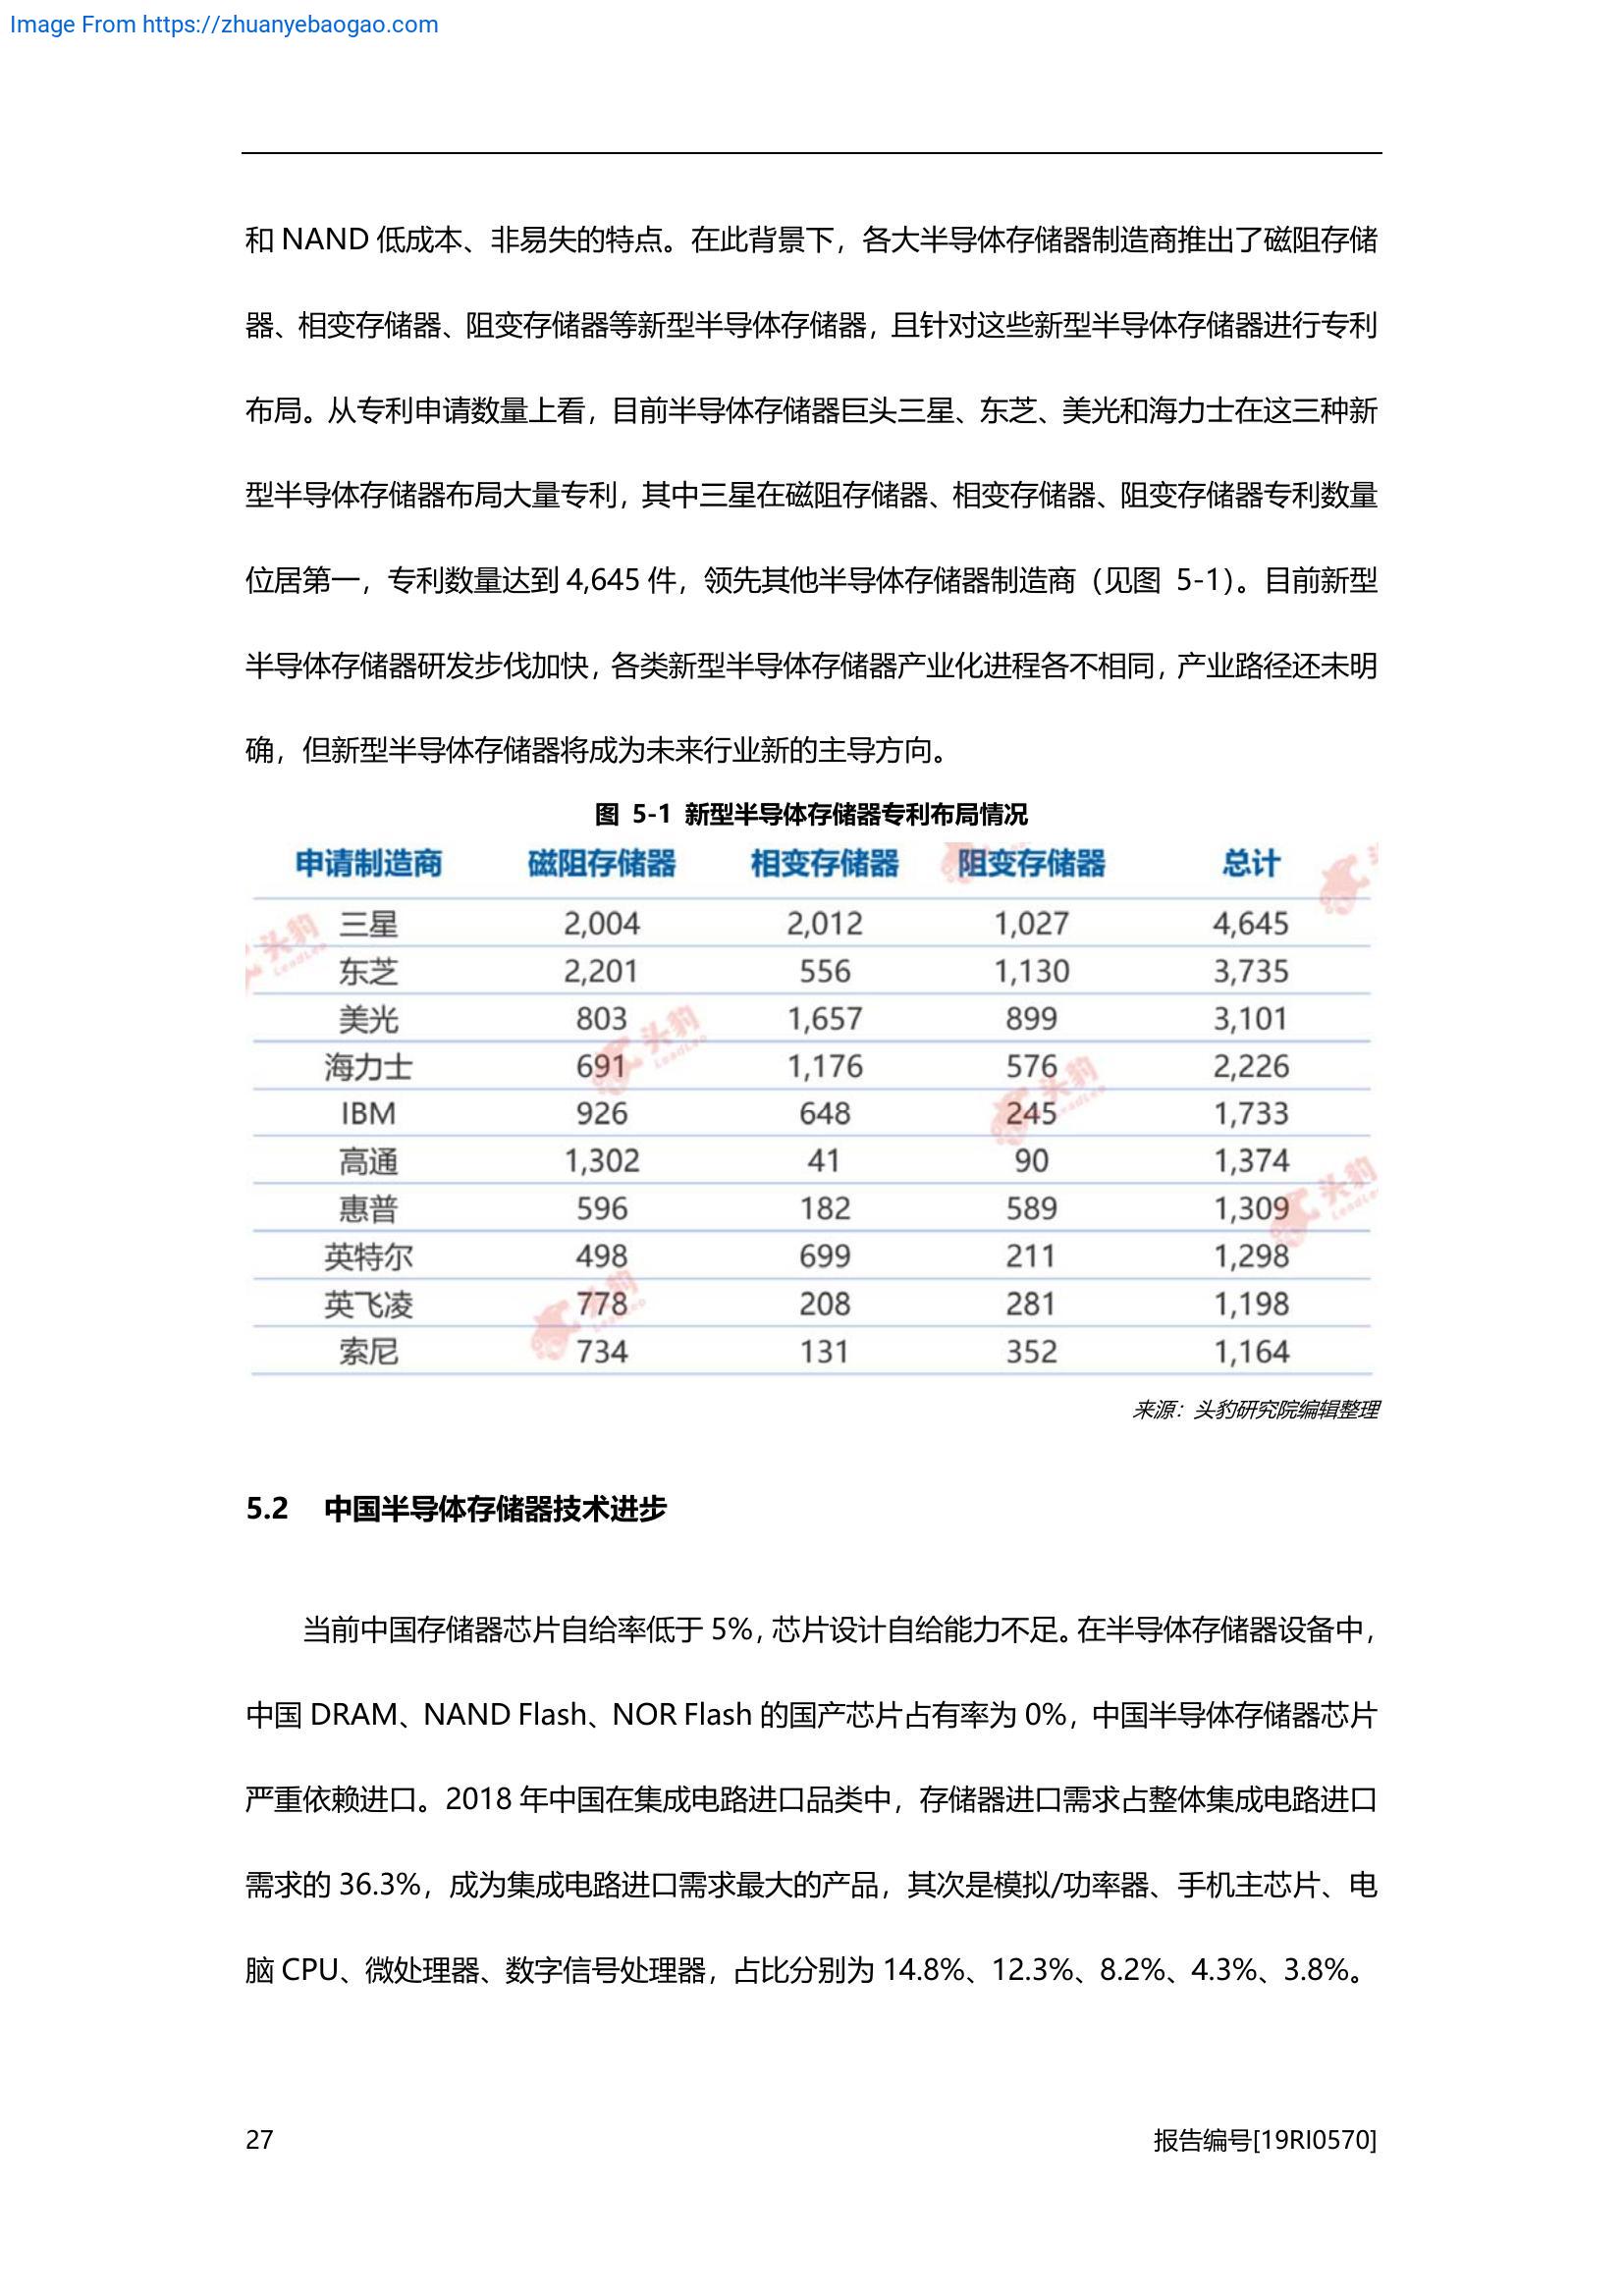 Image From https://zhuanyebaogao.com
和 NAND 低成本、非易失的特点。在此背景下，各大半导体存储器制造商推出了磁阻存储
器、相变存储器、阻变存储器等新型半导体存储器，且针对这些新型半导体存储器进行专利
布局。从专利申请数量上看，目前半导体存储器巨头三星、东芝、美光和海力士在这三种新
型半导体存储器布局大量专利，其中三星在磁阻存储器、相变存储器、阻变存储器专利数量
位居第一，专利数量达到 4,645 件，领先其他半导体存储器制造商（见图 5-1）。目前新型
半导体存储器研发步伐加快，各类新型半导体存储器产业化进程各不相同，产业路径还未明
确，但新型半导体存储器将成为未来行业新的主导方向。
图 5-1 新型半导体存储器专利布局情况
申请制造商 磁阻存储器 相变存储器 阻变存储器 总计
三星 2,004 2,012 1,027 4,645
东芝 2,201 556 1,130 3,735
美光 803 1,657 899 3,101
海力士 691 1,176 576 2,226
IBM 926 648 245 1,733
高通 1,302 41 90 1,374
惠普 596 182 589 1,309
英特尔 498 699 211 1,298
英飞凌 778 208 281 1,198
索尼 734 131 352 1,164
来源：头豹研究院编辑整理
5.2 中国半导体存储器技术进步
当前中国存储器芯片自给率低于 5%，芯片设计自给能力不足。在半导体存储器设备中，
中国 DRAM、NAND Flash、NOR Flash 的国产芯片占有率为 0%，中国半导体存储器芯片
严重依赖进口。2018 年中国在集成电路进口品类中，存储器进口需求占整体集成电路进口
需求的 36.3%，成为集成电路进口需求最大的产品，其次是模拟/功率器、手机主芯片、电
脑 CPU、微处理器、数字信号处理器，占比分别为 14.8%、12.3%、8.2%、4.3%、3.8%。
27 报告编号[19RI0570]